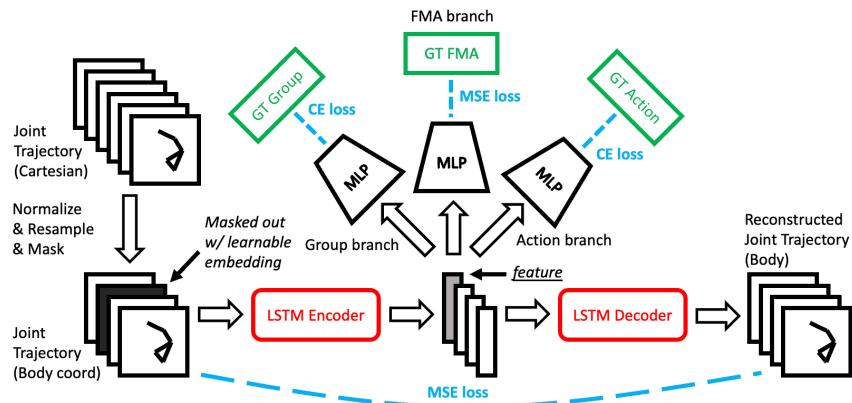 FMA branch
GT FMA
GT Group
GT Action
CE loss
MSE loss
CE loss
MLP
MLP
MLP
Joint
Trajectory
(Cartesian)
Normalize
& Resample
& Mask
Masked out
w/ learnable
embedding
Group branch
Action branch
Reconstructed
Joint Trajectory
(Body)
feature
LSTM Encoder
LSTM Decoder
Joint
Trajectory
(Body coord)
MSE loss